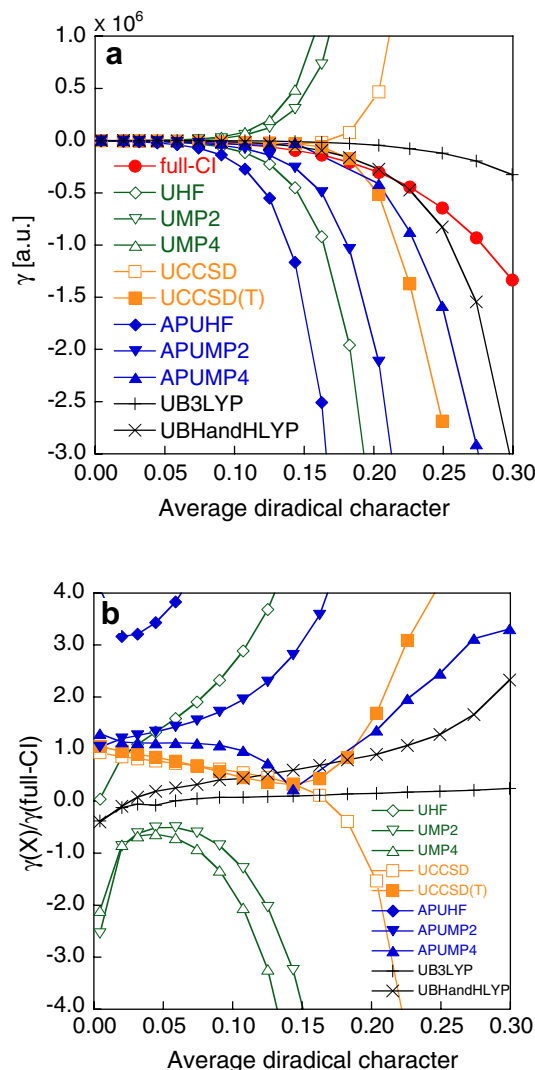 1.0
× 10⁶
a
0.5
0.0
-0.5
-1.0
-1.5
-2.0
-2.5
-3.0
γ [a.u.]
full-CI
UHF
UMP2
UMP4
UCCSD
UCCSD(T)
APUHF
APUMP2
APUMP4
UB3LYP
UBHandHLYP
0.00 0.05 0.10 0.15 0.20 0.25 0.30
Average diradical character
4.0
b
3.0
2.0
1.0
0.0
-1.0
-2.0
-3.0
-4.0
γ(X)/γ(full-CI)
UHF
UMP2
UMP4
UCCSD
UCCSD(T)
APUHF
APUMP2
APUMP4
UB3LYP
UBHandHLYP
0.00 0.05 0.10 0.15 0.20 0.25 0.30
Average diradical character